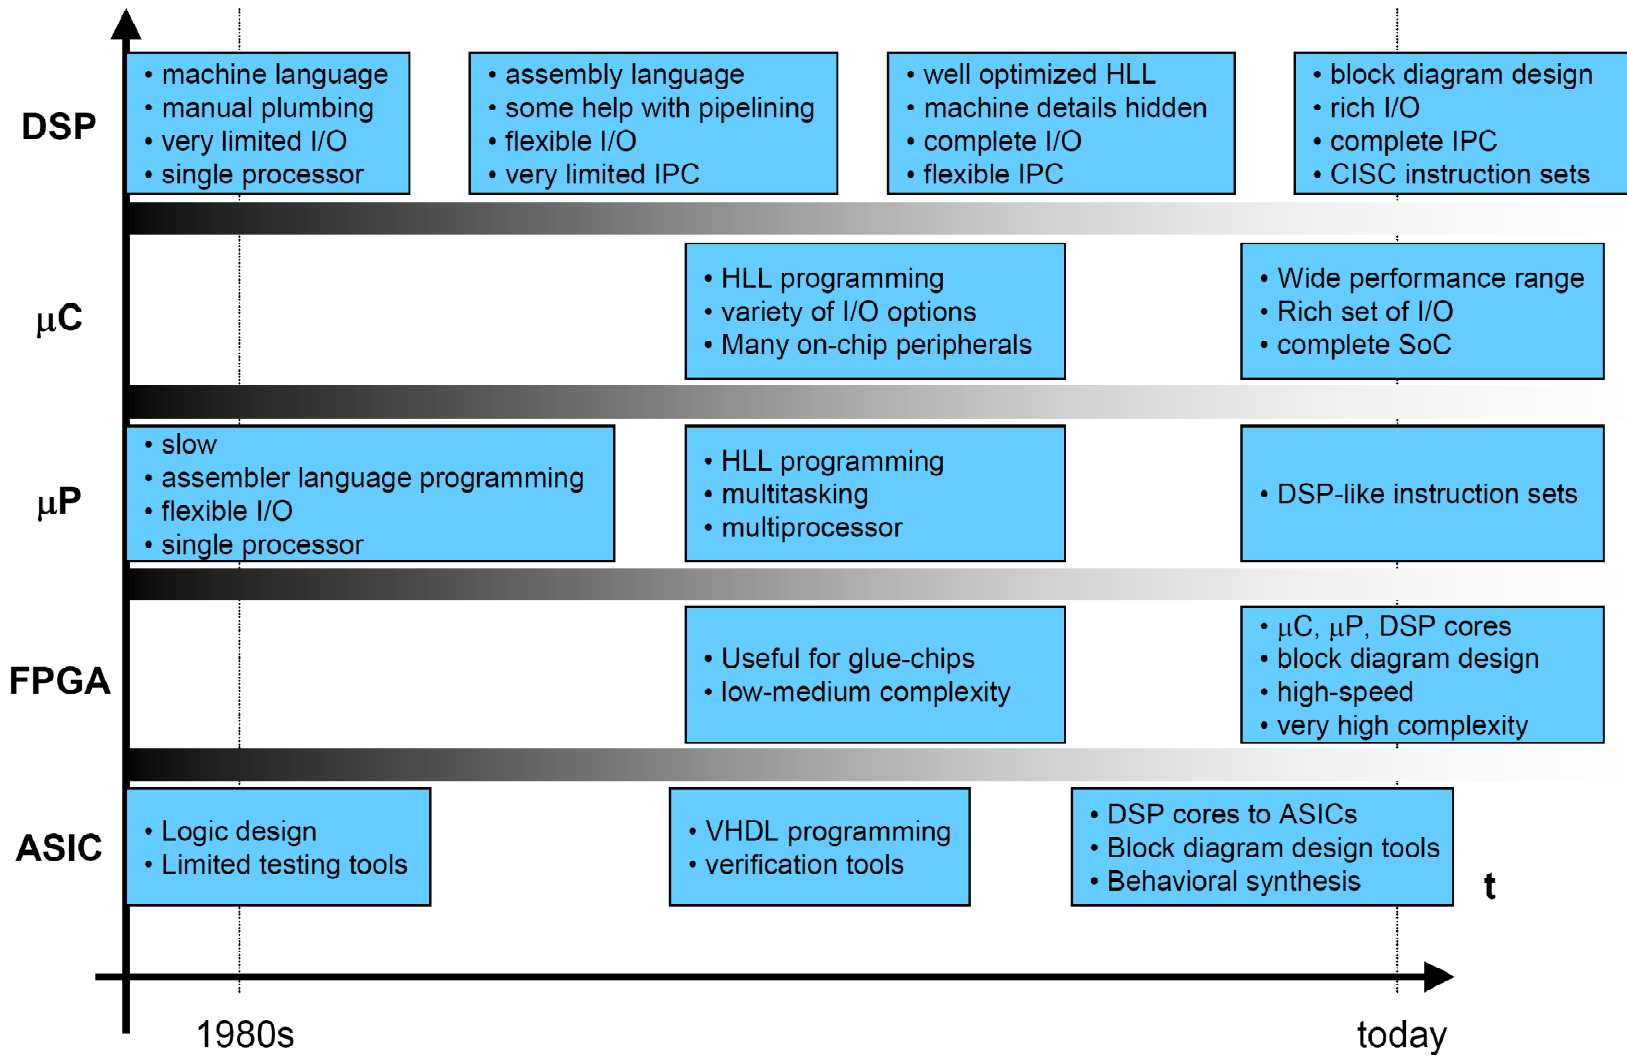 DSP
• machine language
• manual plumbing
• very limited I/O
• single processor
• assembly language
• some help with pipelining
• flexible I/O
• very limited IPC
• well optimized HLL
• machine details hidden
• complete I/O
• flexible IPC
• block diagram design
• rich I/O
• complete IPC
• CISC instruction sets
μC
• HLL programming
• variety of I/O options
• Many on-chip peripherals
• Wide performance range
• Rich set of I/O
• complete SoC
μP
• slow
• assembler language programming
• flexible I/O
• single processor
• HLL programming
• multitasking
• multiprocessor
• DSP-like instruction sets
FPGA
• Useful for glue-chips
• low-medium complexity
• μC, μP, DSP cores
• block diagram design
• high-speed
• very high complexity
ASIC
• Logic design
• Limited testing tools
• VHDL programming
• verification tools
• DSP cores to ASICs
• Block diagram design tools
• Behavioral synthesis
t
1980s
today